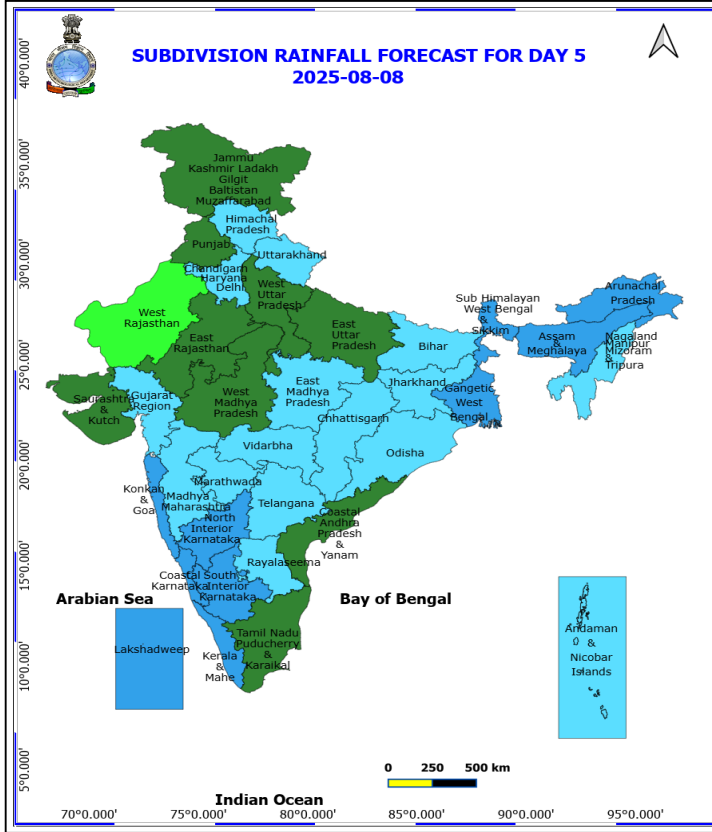 SUBDIVISION RAINFALL FORECAST FOR DAY 5
2025-08-08
40°0.000'
35°0.000'
30°0.000'
25°0.000'
20°0.000'
15°0.000'
10°0.000'
5°0.000'
Jammu
Kashmir Ladakh
Gilgit
Baltistan
Muzaffarabad
Himachal
Pradesh
Punjab
Uttarakhand
Chandigarh
Haryana
Delhi
West
Uttar
Pradesh
West
Rajasthan
East
Rajasthan
East
Uttar
Pradesh
Bihar
Sub Himalayan
West Bengal
&
Sikkim
Arunachal
Pradesh
Assam
&
Meghalaya
Nagaland
Manipur
Mizoram
&
Tripura
Saurashtra
&
Kutch
Gujarat
Region
West
Madhya
Pradesh
East
Madhya
Pradesh
Jharkhand
Gangetic
West
Bengal
Chhattisgarh
Odisha
Vidarbha
Konkan
&
Goa
Madhya
Maharashtra
Marathwada
Telangana
North
Interior
Karnataka
Coastal
Andhra
Pradesh
&
Yanam
Rayalaseema
Coastal
Karnataka
South
Interior
Karnataka
Arabian Sea
Bay of Bengal
Lakshadweep
Kerala
&
Mahe
Tamil Nadu
Puducherry
&
Karaikal
Andaman
&
Nicobar
Islands
0 250 500 km
Indian Ocean
70°0.000' 75°0.000' 80°0.000' 85°0.000' 90°0.000' 95°0.000'